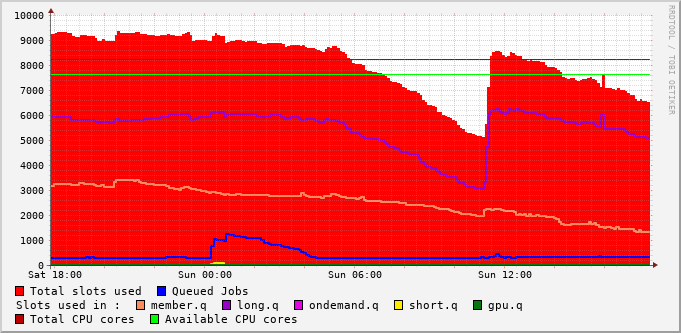 10000
9000
8000
7000
6000
5000
4000
3000
2000
1000
0
Sat 18:00 Sun 00:00 Sun 06:00 Sun 12:00
RRDTOOL / TOBI OETIKER
Total slots used Queued Jobs
Slots used in : member.q long.q ondemand.q short.q gpu.q
Total CPU cores Available CPU cores